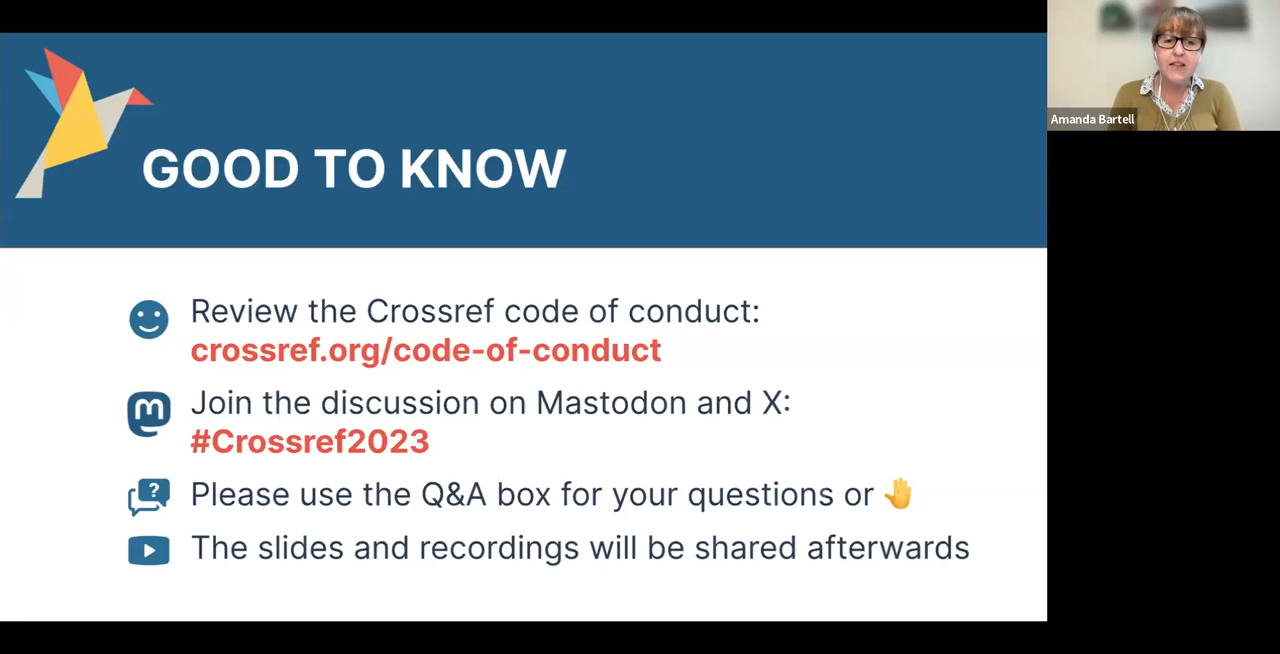 Amanda Bartell
GOOD TO KNOW
Review the Crossref code of conduct:
crossref.org/code-of-conduct
Join the discussion on Mastodon and X:
#Crossref2023
Please use the Q&A box for your questions or 🤚
The slides and recordings will be shared afterwards